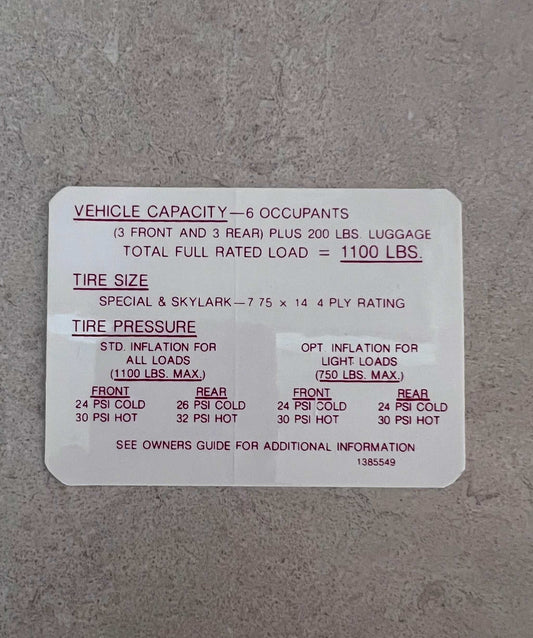 VEHICLE CAPACITY—6 OCCUPANTS
(3 FRONT AND 3 REAR) PLUS 200 LBS. LUGGAGE
TOTAL FULL RATED LOAD = 1100 LBS.
TIRE SIZE
SPECIAL & SKYLARK—7 75 x 14 4 PLY RATING
TIRE PRESSURE
STD. INFLATION FOR
ALL LOADS
(1100 LBS. MAX.)
FRONT REAR
24 PSI COLD 26 PSI COLD
30 PSI HOT 32 PSI HOT
OPT. INFLATION FOR
LIGHT LOADS
(750 LBS. MAX.)
FRONT REAR
24 PSI COLD 24 PSI COLD
30 PSI HOT 30 PSI HOT
SEE OWNERS GUIDE FOR ADDITIONAL INFORMATION
1385549